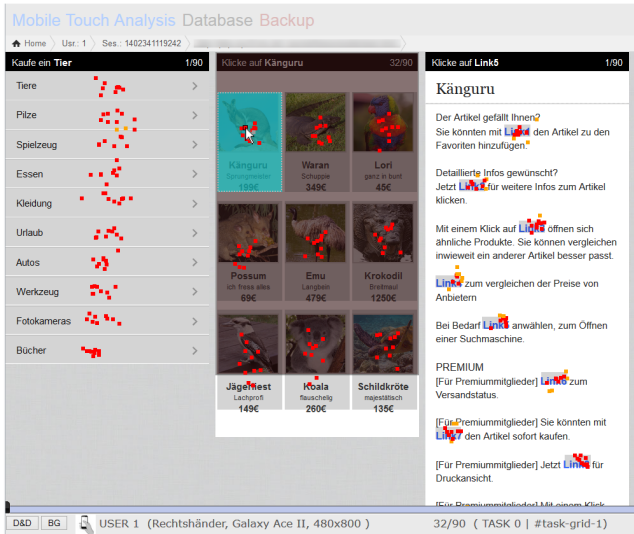 Mobile Touch Analysis Database Backup
Home Usr.: 1 Ses.: 1402341119242
Kaufe ein Tier 1/90
Tiere
Pilze
Spielzeug
Essen
Kleidung
Urlaub
Autos
Werkzeug
Fotokameras
Bücher
Klicke auf Känguru 32/90
Känguru
Sprungmeister
199€
Waran
Schuppie
349€
Lori
ganz in bunt
45€
Possum
ich fress alles
69€
Emu
Langbein
479€
Krokodil
Breitmaul
1250€
Jägerliest
Lachprofi
149€
Koala
flauschelig
260€
Schildkröte
majestätisch
135€
Klicke auf Link5 1/90
Känguru
Der Artikel gefällt Ihnen?
Sie könnten mit Link1 den Artikel zu den
Favoriten hinzufügen.
Detaillierte Infos gewünscht?
Jetzt Link2 für weitere Infos zum Artikel
klicken.
Mit einem Klick auf Link3 öffnen sich
ähnliche Produkte. Sie können vergleichen
inwieweit ein anderer Artikel besser passt.
Link4 zum vergleichen der Preise von
Anbietern
Bei Bedarf Link5 anwählen, zum Öffnen
einer Suchmaschine.
PREMIUM
[Für Premiummitglieder] Link6 zum
Versandstatus.
[Für Premiummitglieder] Sie könnten mit
Link7 den Artikel sofort kaufen.
[Für Premiummitglieder] Jetzt Link8 für
Druckansicht.
[Für Premiummitglieder] Mit einem Klick
D&D BG USER 1 (Rechtshänder, Galaxy Ace II, 480x800 ) 32/90 ( TASK 0 | #task-grid-1)